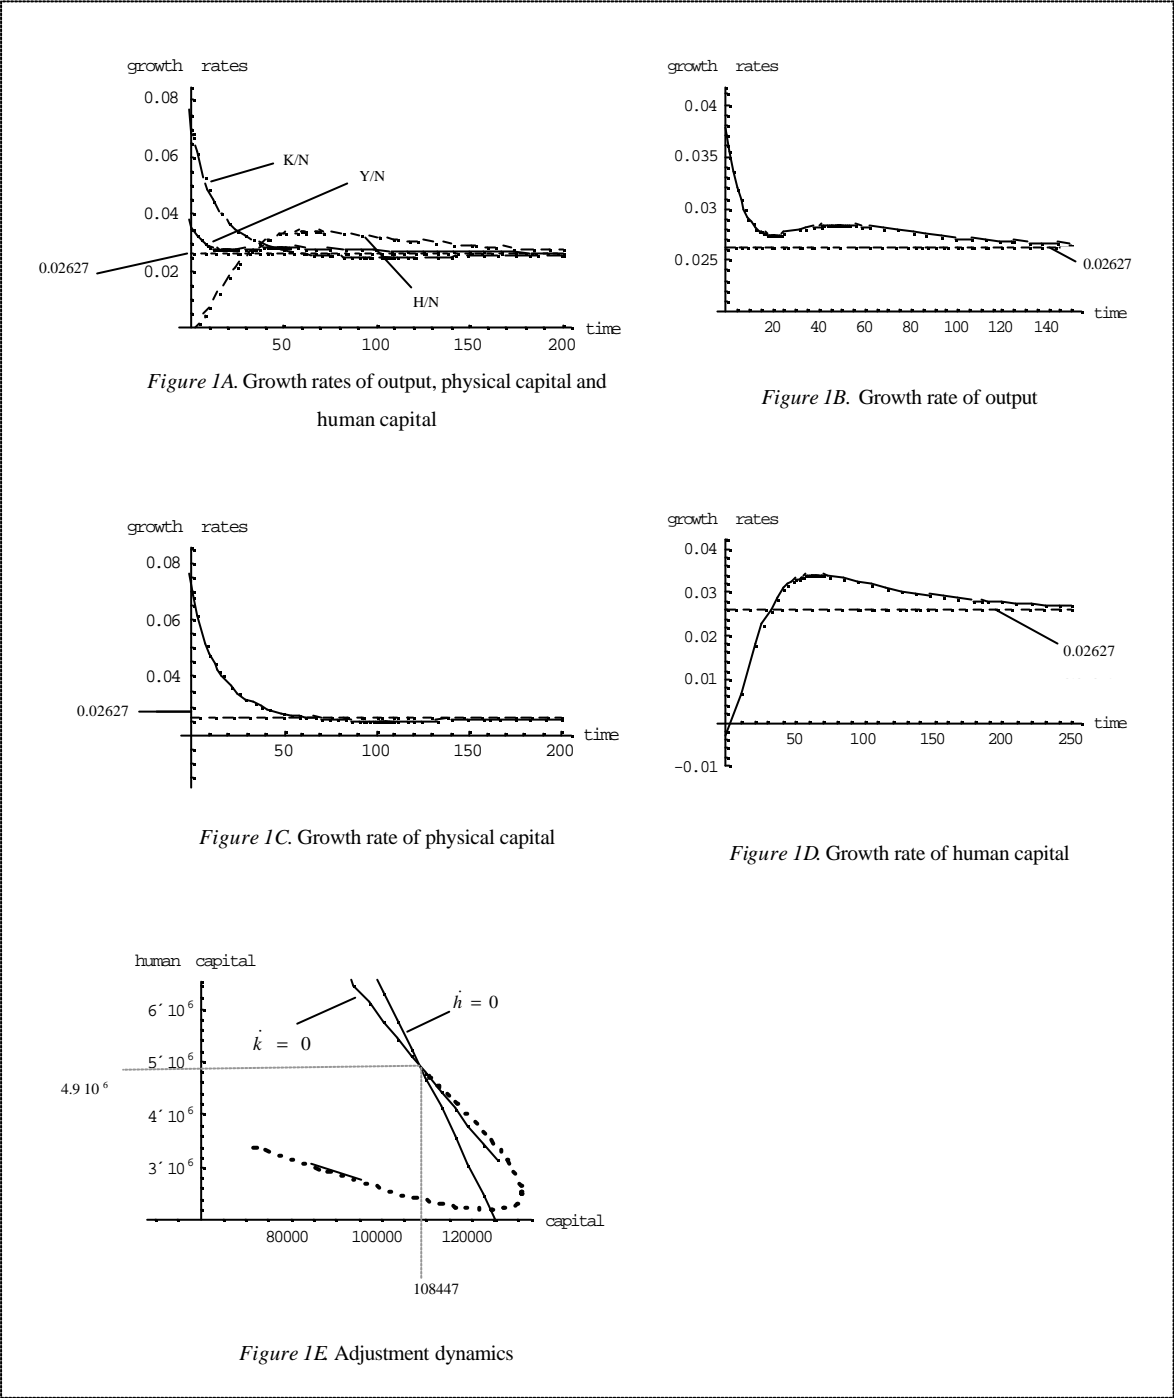 growth rates
0.08
0.06
0.04
0.02
0.02627
K/N
Y/N
H/N
50 100 150 200
time
Figure 1A. Growth rates of output, physical capital and
human capital
growth rates
0.04
0.035
0.03
0.025
0.02627
20 40 60 80 100 120 140
time
Figure 1B. Growth rate of output
growth rates
0.08
0.06
0.04
0.02627
50 100 150 200
time
Figure 1C. Growth rate of physical capital
growth rates
0.04
0.03
0.02
0.01
-0.01
0.02627
50 100 150 200 250
time
Figure 1D. Growth rate of human capital
human capital
6´10⁶
5´10⁶
4´10⁶
3´10⁶
4.9 10⁶
k̇ = 0
ḣ = 0
80000 100000 120000
capital
108447
Figure 1E. Adjustment dynamics